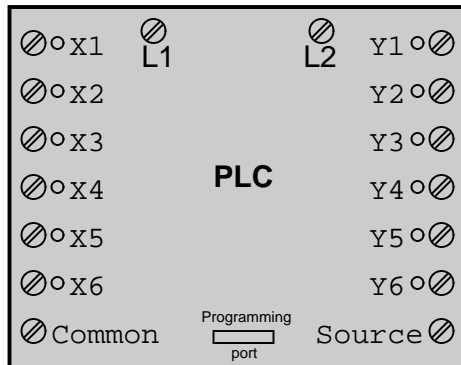 X1 L1 L2 Y1
X2 Y2
X3 Y3
PLC
X4 Y4
X5 Y5
X6 Y6
Programming
Common Source
port